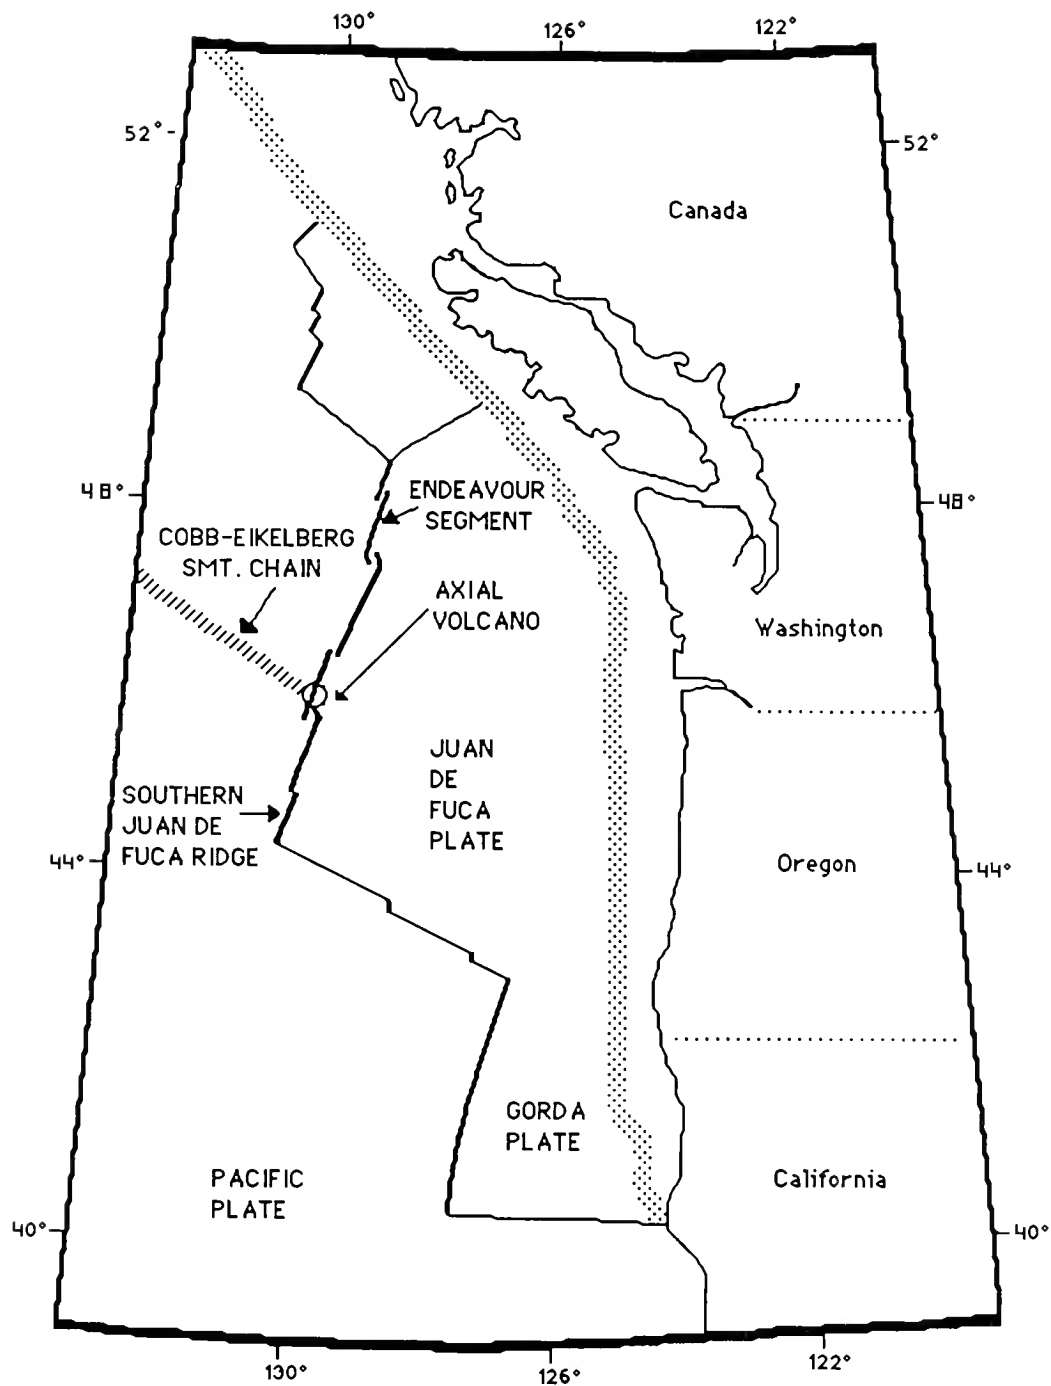 130°
126°
122°
52°
52°
Canada
48°
48°
ENDEAVOUR
SEGMENT
COBB-EIKELBERG
SMT. CHAIN
AXIAL
VOLCANO
Washington
JUAN
DE
FUCA
PLATE
SOUTHERN
JUAN DE
FUCA RIDGE
44°
44°
Oregon
GORDA
PLATE
PACIFIC
PLATE
California
40°
40°
130°
126°
122°